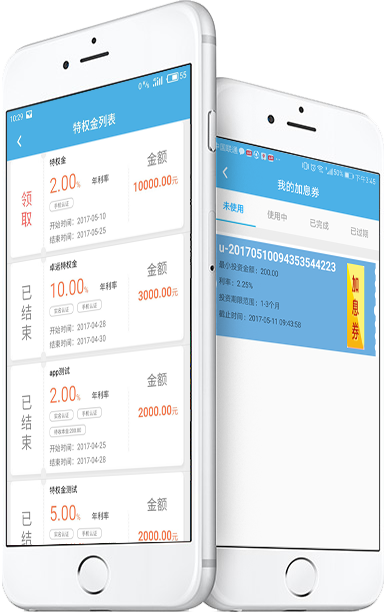 10:29
0%
55
特权金列表
特权金
2.00%
年利率
手机认证
开始时间：2017-05-10
结束时间：2017-05-25
领取
金额
10000.00元
卓运特权金
10.00%
年利率
实名认证
手机认证
开始时间：2017-04-28
结束时间：2017-04-30
已结束
金额
3000.00元
app测试
2.00%
年利率
实名认证
手机认证
开始时间：2017-04-25
结束时间：2017-04-28
已结束
金额
2000.00元
特权金测试
5.00%
年利率
实名认证
手机认证
已结
金额
2000.00元
中国联通
50%
下午3:45
我的加息券
未使用
使用中
已完成
已过期
u-20170510094353544223
最小投资金额：200.00
利率：2.25%
投资期限范围：1-3个月
截止时间：2017-05-11 09:43:58
加息券